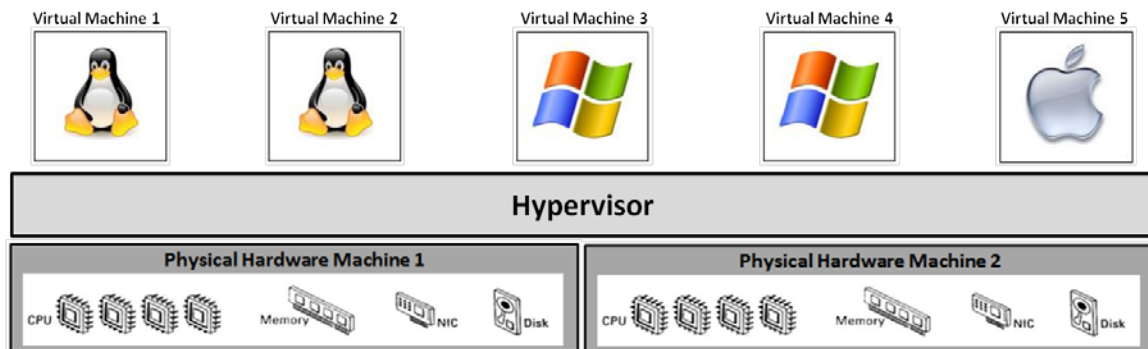 Virtual Machine 1
Virtual Machine 2
Virtual Machine 3
Virtual Machine 4
Virtual Machine 5
Hypervisor
Physical Hardware Machine 1
CPU
Memory
NIC
Disk
Physical Hardware Machine 2
CPU
Memory
NIC
Disk